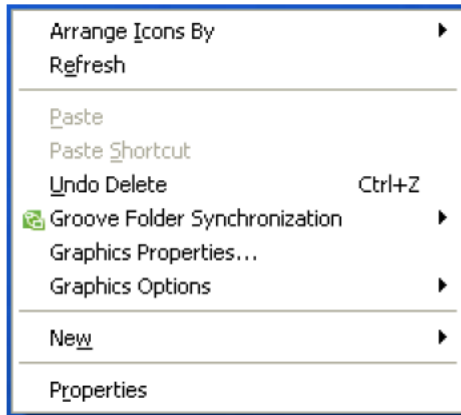 Arrange Icons By
Refresh
Paste
Paste Shortcut
Undo Delete Ctrl+Z
Groove Folder Synchronization
Graphics Properties...
Graphics Options
New
Properties